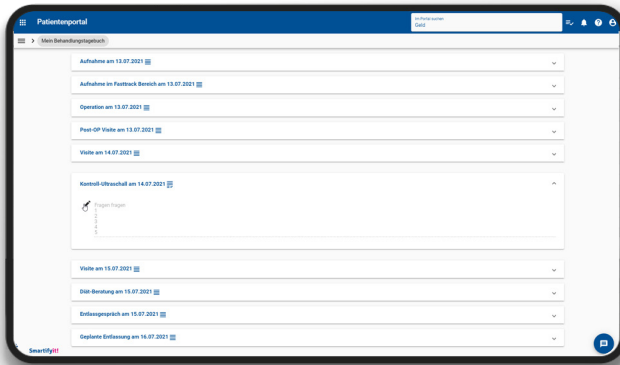 Patientenportal
Im Portal suchen
Geld
Mein Behandlungstagebuch
Aufnahme am 13.07.2021
Aufnahme im Fasttrack Bereich am 13.07.2021
Operation am 13.07.2021
Post-OP Visite am 13.07.2021
Visite am 14.07.2021
Kontroll-Ultraschall am 14.07.2021
Fragen fragen
1
2
3
4
5
Visite am 15.07.2021
Diät-Beratung am 15.07.2021
Entlassgespräch am 15.07.2021
Geplante Entlassung am 16.07.2021
Smartifyit!